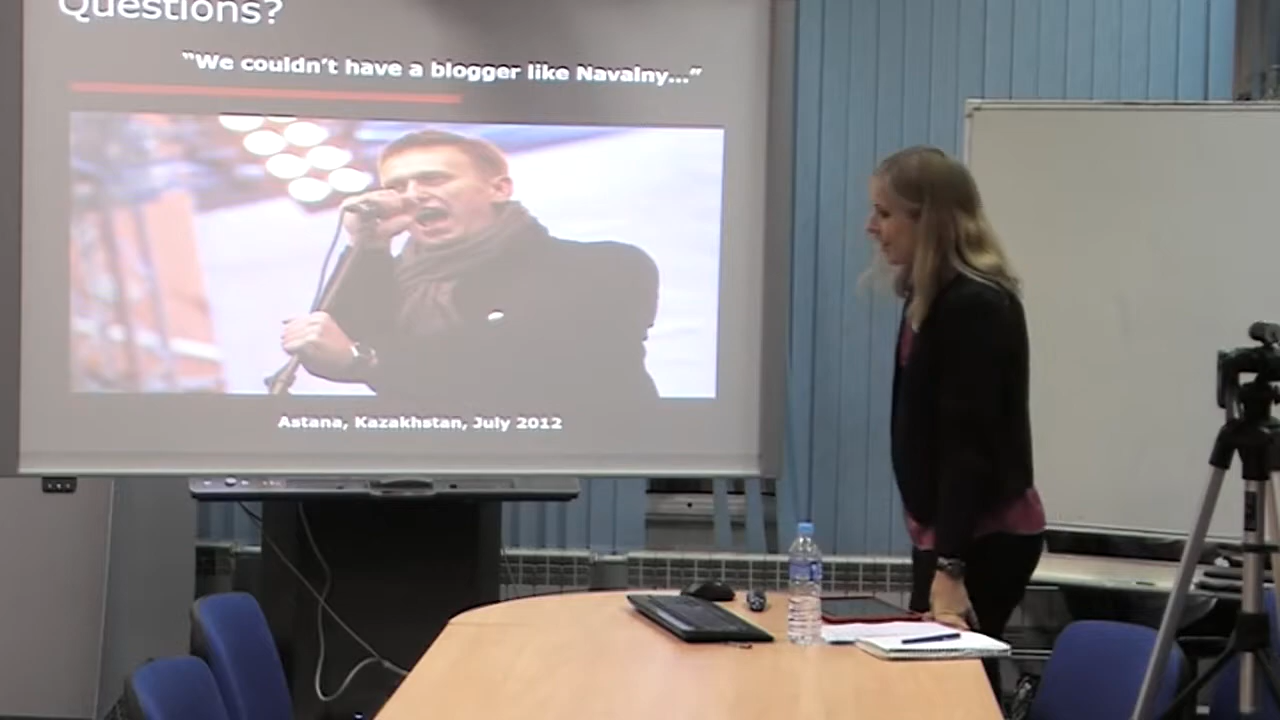 Questions?
“We couldn’t have a blogger like Navalny...”
Astana, Kazakhstan, July 2012